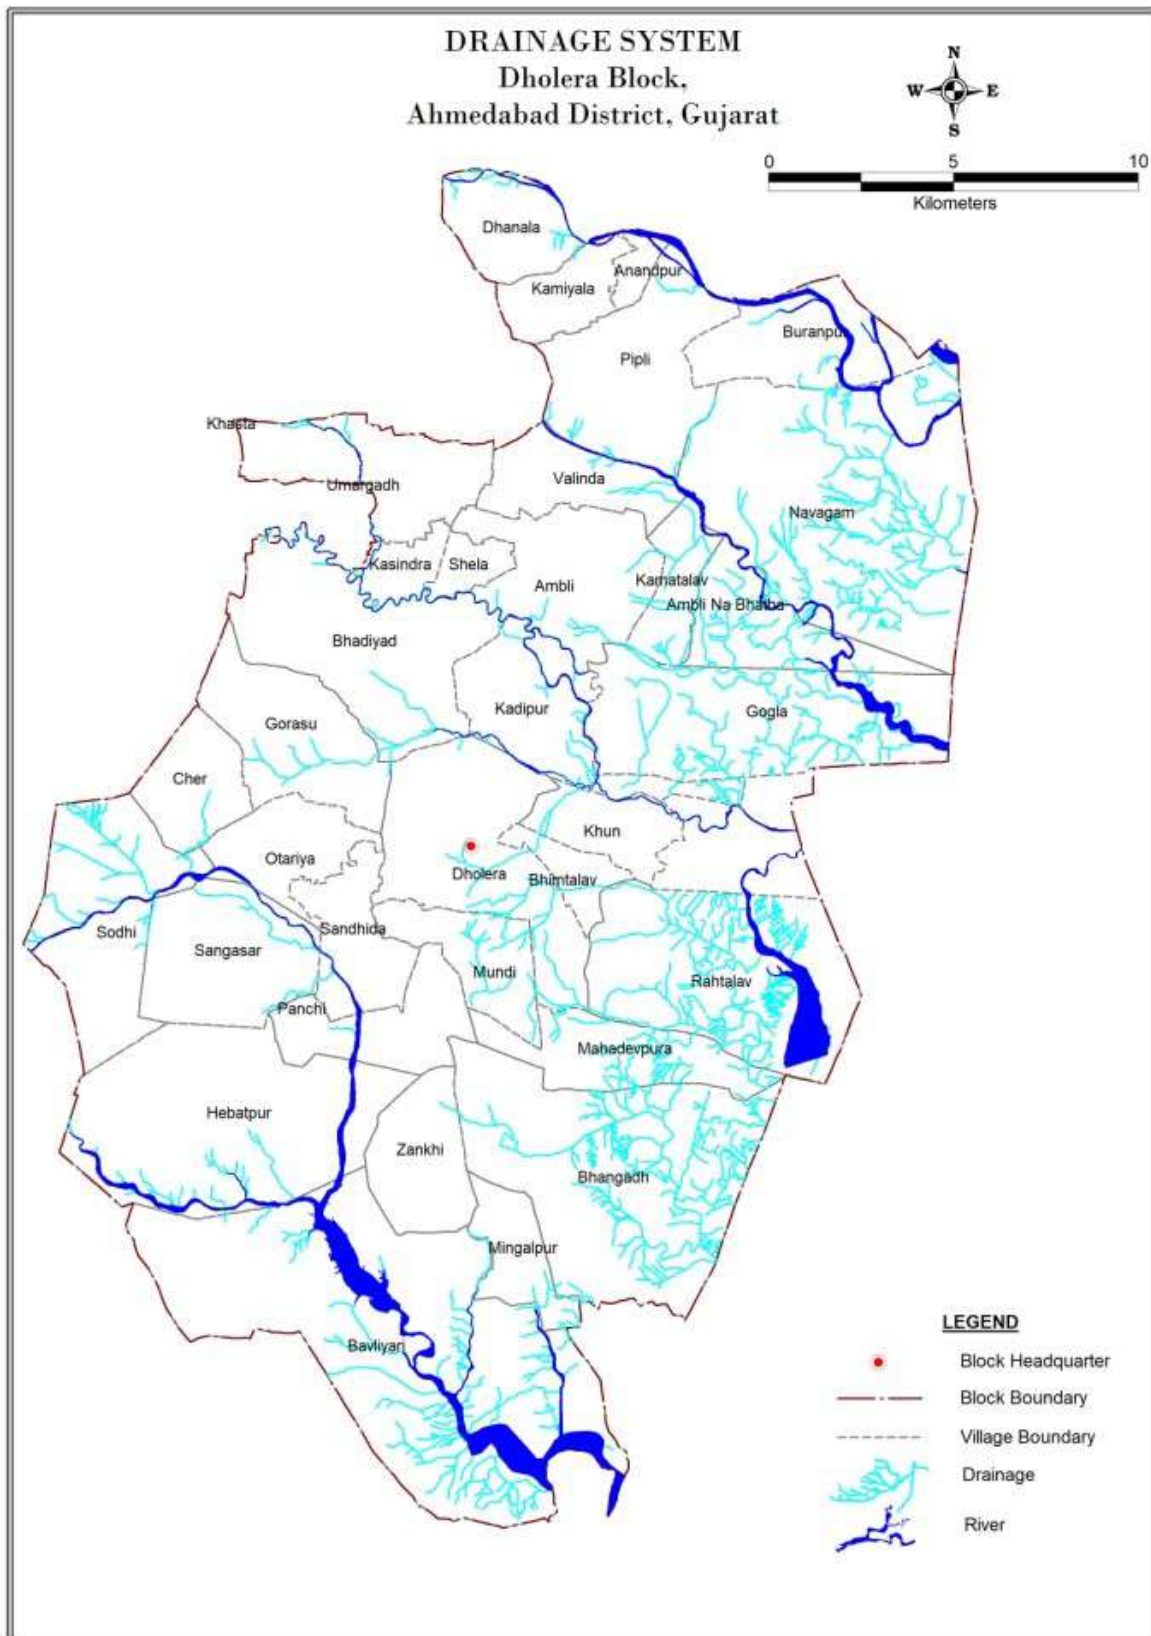 DRAINAGE SYSTEM
Dholera Block,
Ahmedabad District, Gujarat
N
W E
S
0 5 10
Kilometers
Dhanala
Anandpur
Kamiyala
Buranpur
Pipli
Khasta
Valinda
Umargadh
Navagam
Kasindra
Shela
Ambli
Kamatalav
Ambli Na Bhatha
Bhadiyad
Kadipur
Gogla
Gorasu
Cher
Khun
Otariya
Dholera
Bhimtalav
Sandhida
Sodhi
Sangasar
Mundi
Rahtalav
Panchi
Mahadevpura
Hebatpur
Zankhi
Bhangadh
Mingalpur
Bavliyari
LEGEND
Block Headquarter
Block Boundary
Village Boundary
Drainage
River